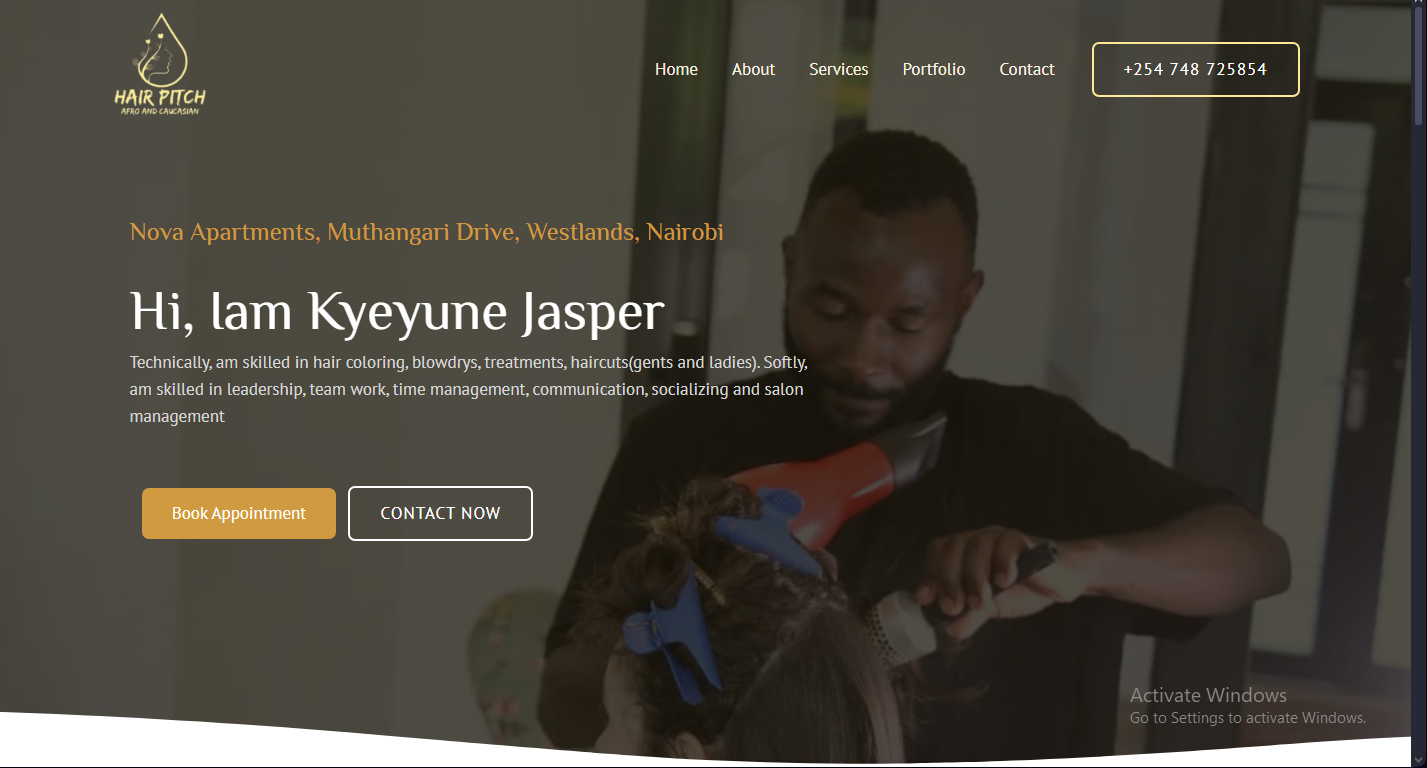 HAIR PITCH
AFRO AND CAUCASIAN
Home About Services Portfolio Contact +254 748 725854
Nova Apartments, Muthangari Drive, Westlands, Nairobi
Hi, Iam Kyeyune Jasper
Technically, am skilled in hair coloring, blowdrys, treatments, haircuts(gents and ladies). Softly,
am skilled in leadership, team work, time management, communication, socializing and salon
management
Book Appointment CONTACT NOW
Activate Windows
Go to Settings to activate Windows.